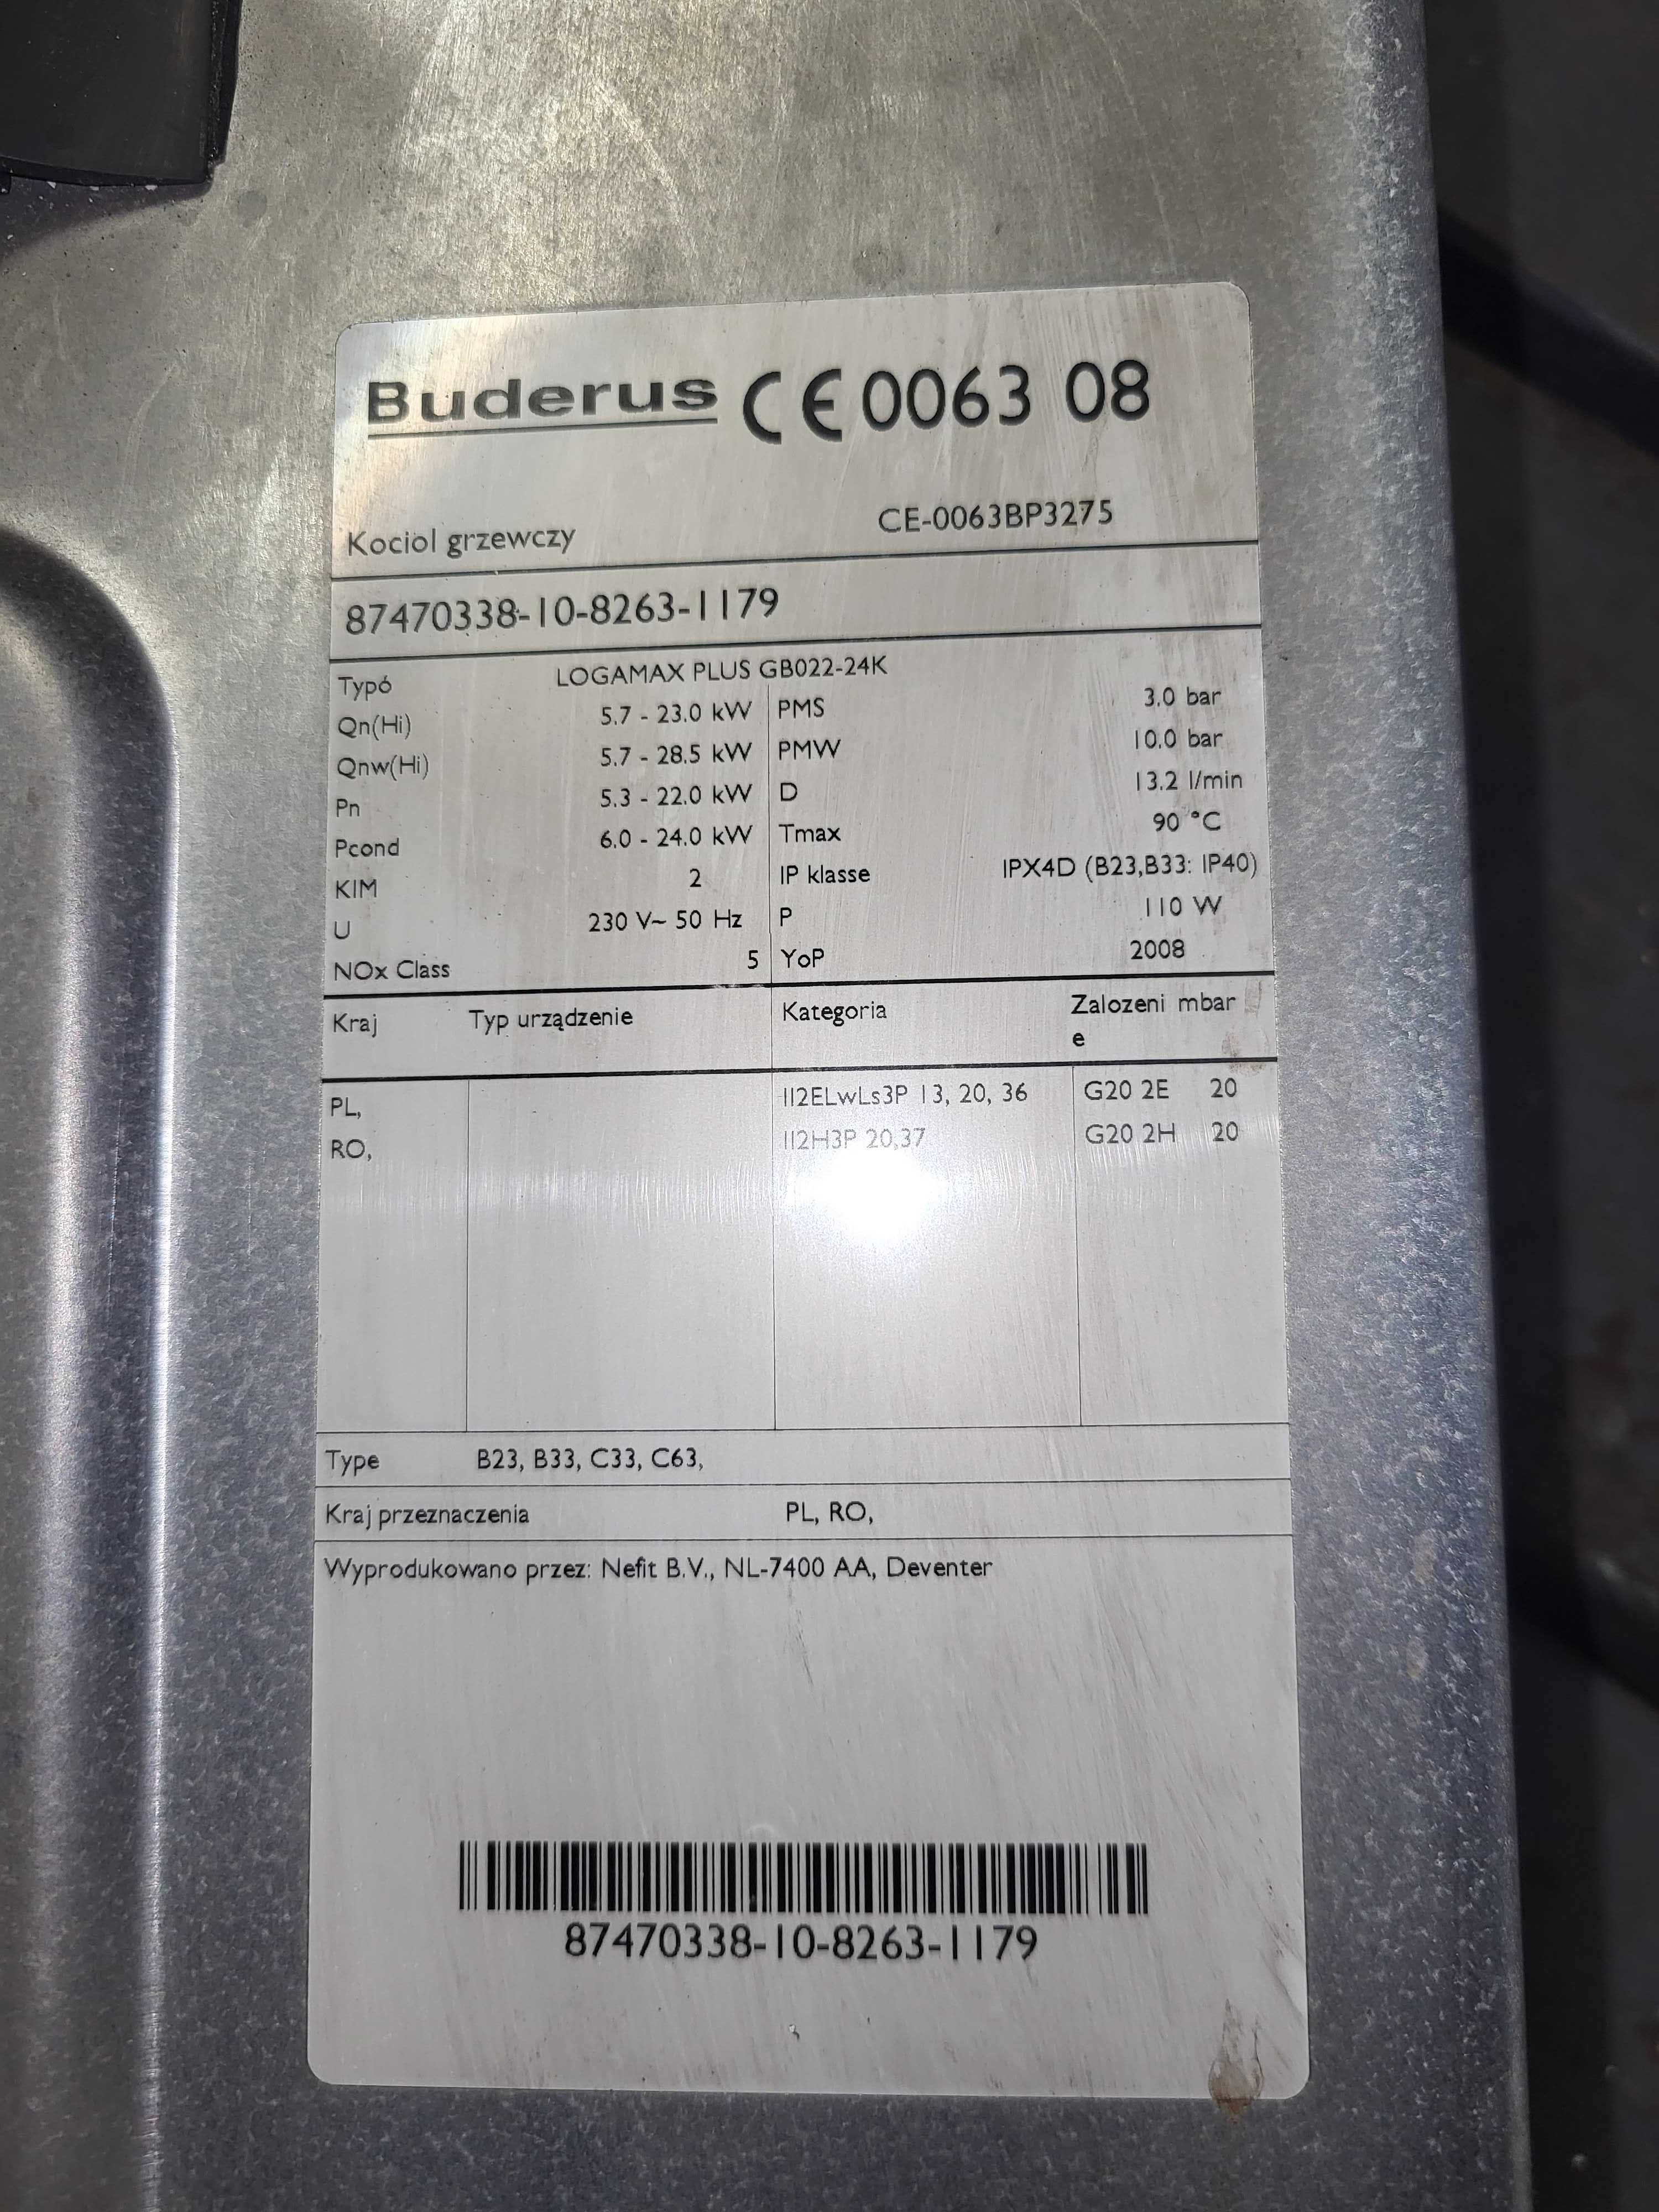 Buderus CE 0063 08
Kociol grzewczy CE-0063BP3275
87470338-10-8263-1179
Typó LOGAMAX PLUS GB022-24K
Qn(Hi) 5.7 - 23.0 kW PMS 3.0 bar
Qnw(Hi) 5.7 - 28.5 kW PMW 10.0 bar
Pn 5.3 - 22.0 kW D 13.2 l/min
Pcond 6.0 - 24.0 kW Tmax 90 °C
KIM 2 IP klasse IPX4D (B23,B33: IP40)
U 230 V~ 50 Hz P 110 W
NOx Class 5 YoP 2008
Kraj Typ urządzenie Kategoria Zalozeni mbar
e
PL, II2ELwLs3P 13, 20, 36 G20 2E 20
RO, II2H3P 20,37 G20 2H 20
Type B23, B33, C33, C63,
Kraj przeznaczenia PL, RO,
Wyprodukowano przez: Nefit B.V., NL-7400 AA, Deventer
87470338-10-8263-1179